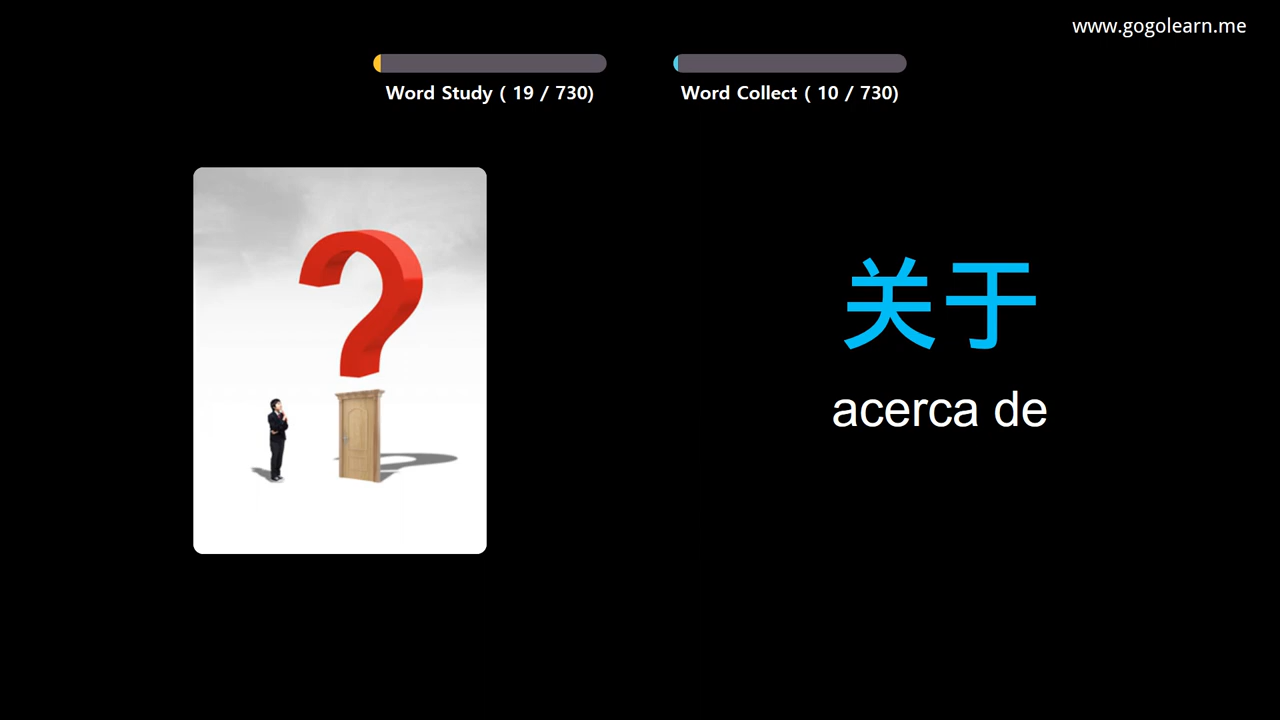 www.gogolearn.me
Word Study ( 19 / 730)
Word Collect ( 10 / 730)
关于
acerca de